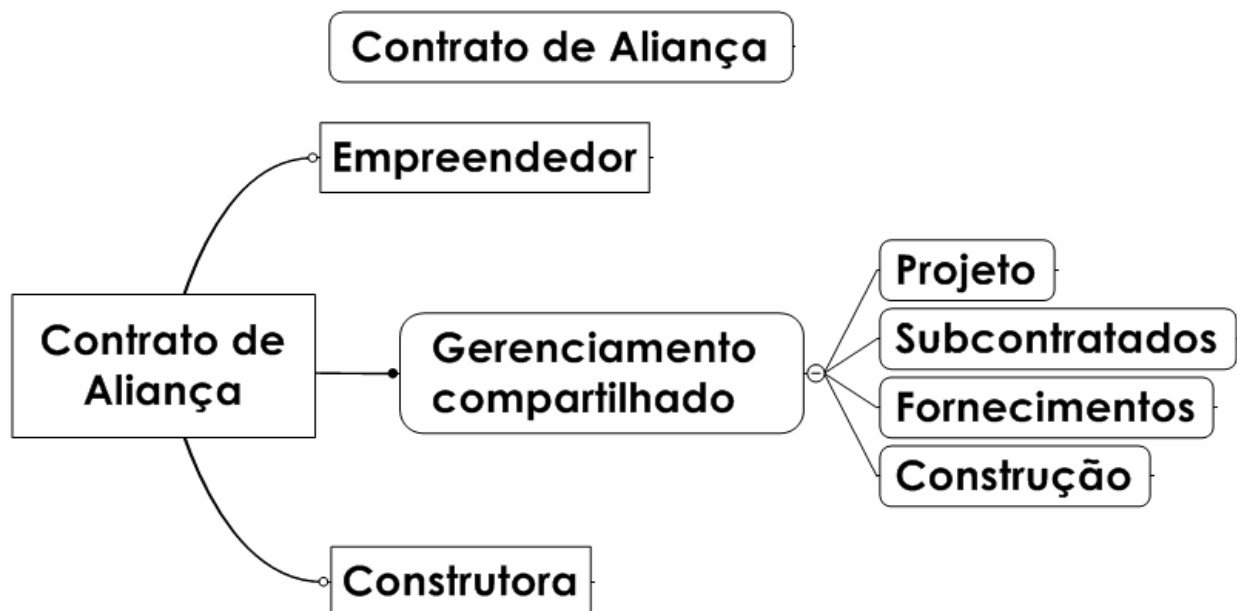 Contrato de Aliança
Empreendedor
Contrato de
Aliança
Gerenciamento
compartilhado
Projeto
Subcontratados
Fornecimentos
Construção
Construtora